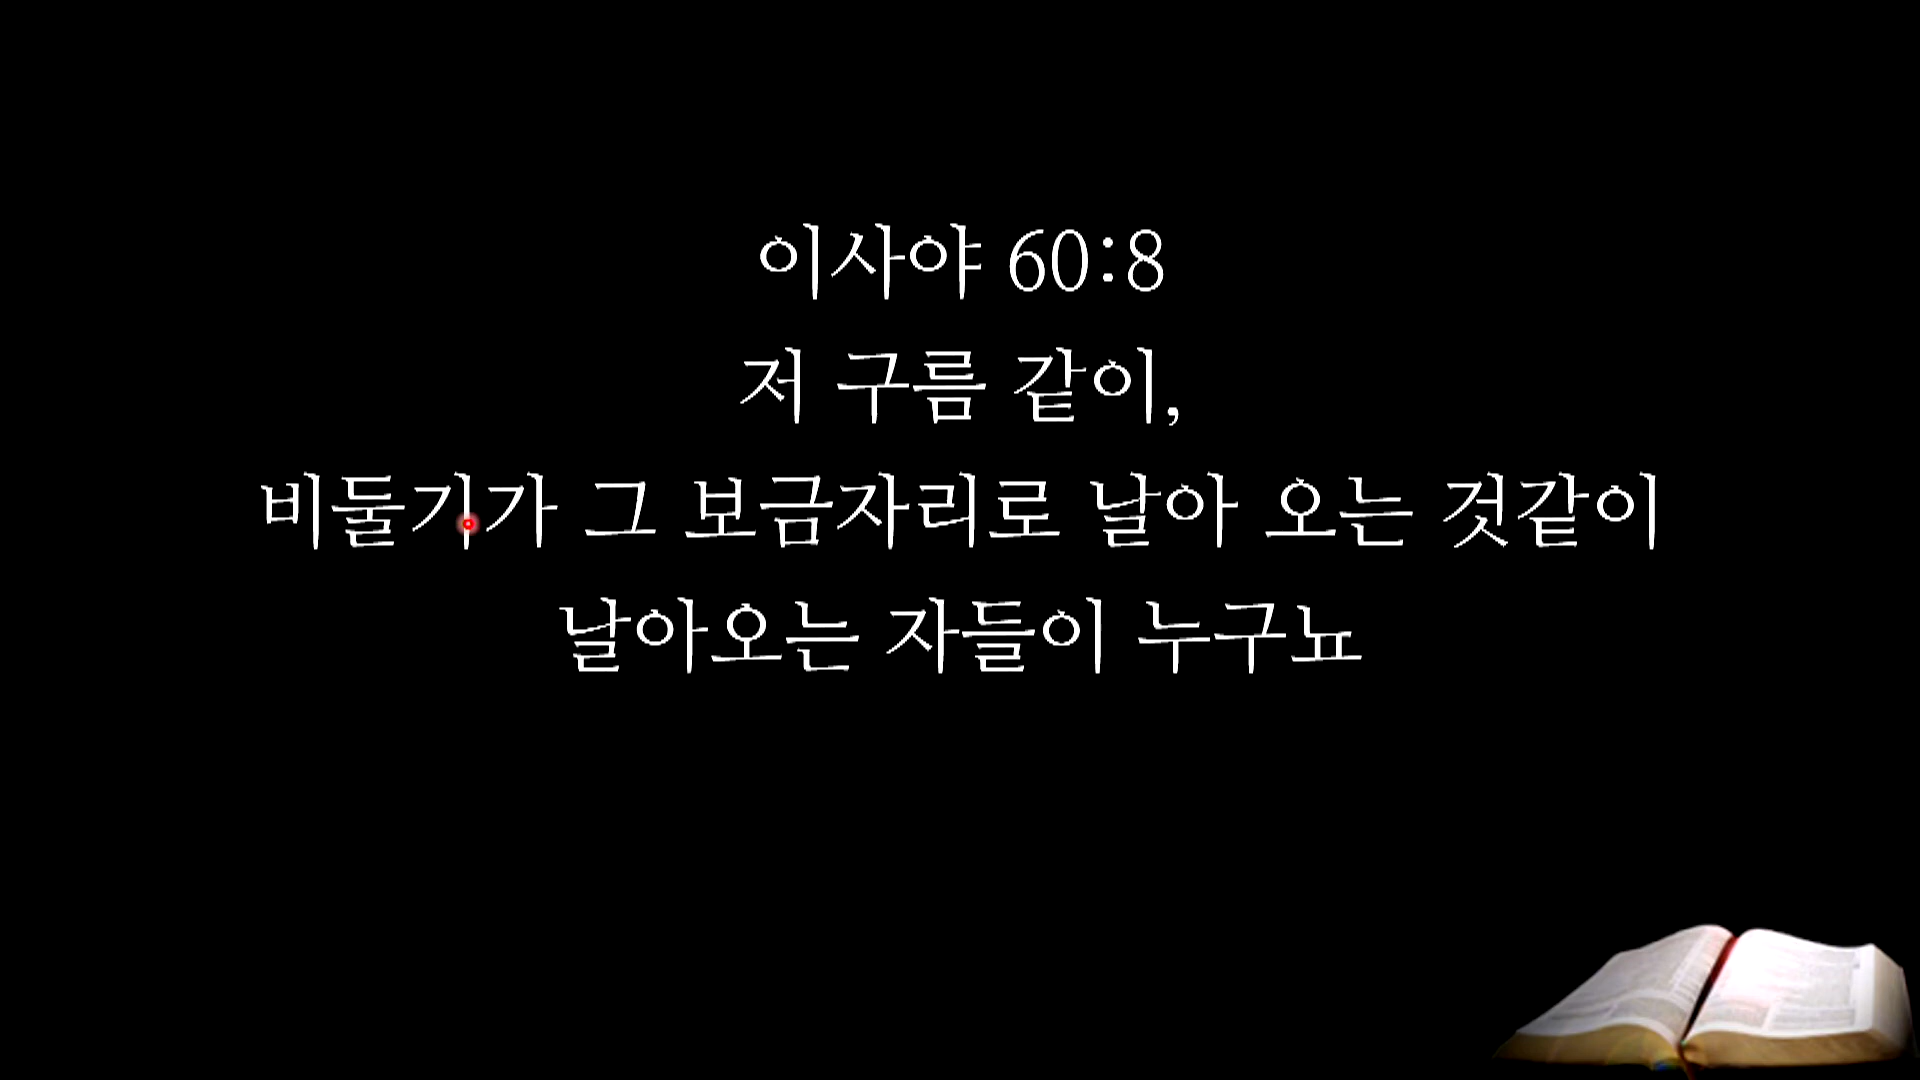 이사야 60:8
저 구름 같이,
비둘기가 그 보금자리로 날아 오는 것같이
날아오는 자들이 누구뇨